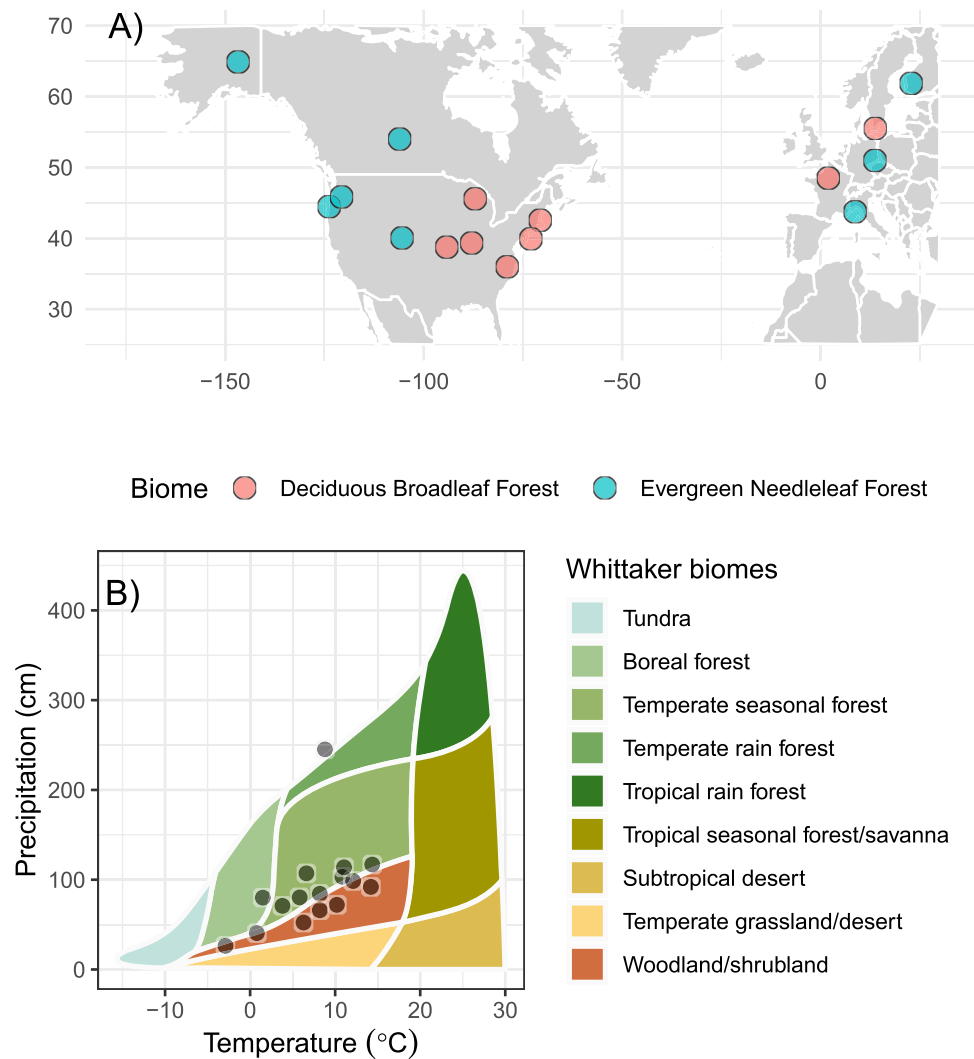 A)
70
60
50
40
30
−150
−100
−50
0
Biome
Deciduous Broadleaf Forest
Evergreen Needleleaf Forest
B)
Precipitation (cm)
400
300
200
100
0
−10
0
10
20
30
Temperature (°C)
Whittaker biomes
Tundra
Boreal forest
Temperate seasonal forest
Temperate rain forest
Tropical rain forest
Tropical seasonal forest/savanna
Subtropical desert
Temperate grassland/desert
Woodland/shrubland